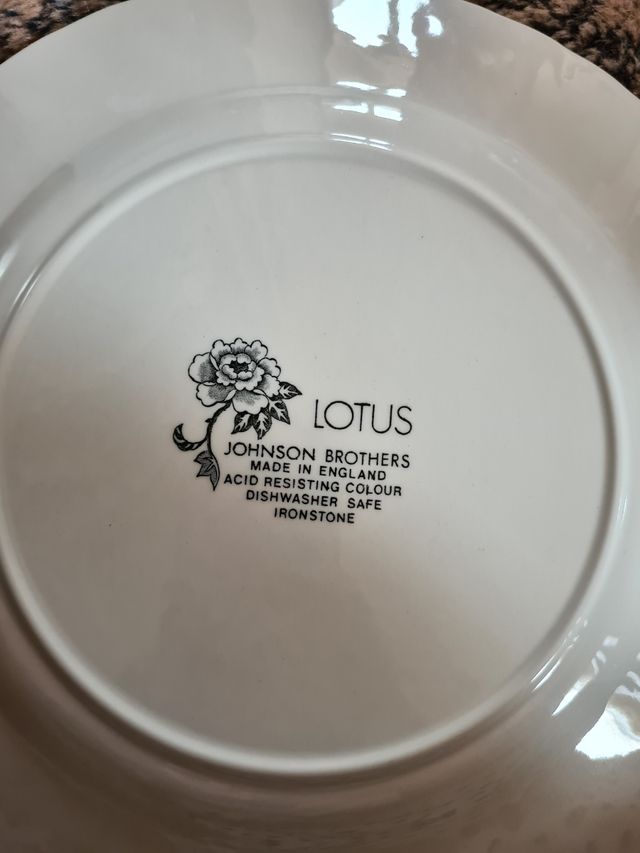 LOTUS
JOHNSON BROTHERS
MADE IN ENGLAND
ACID RESISTING COLOUR
DISHWASHER SAFE
IRONSTONE